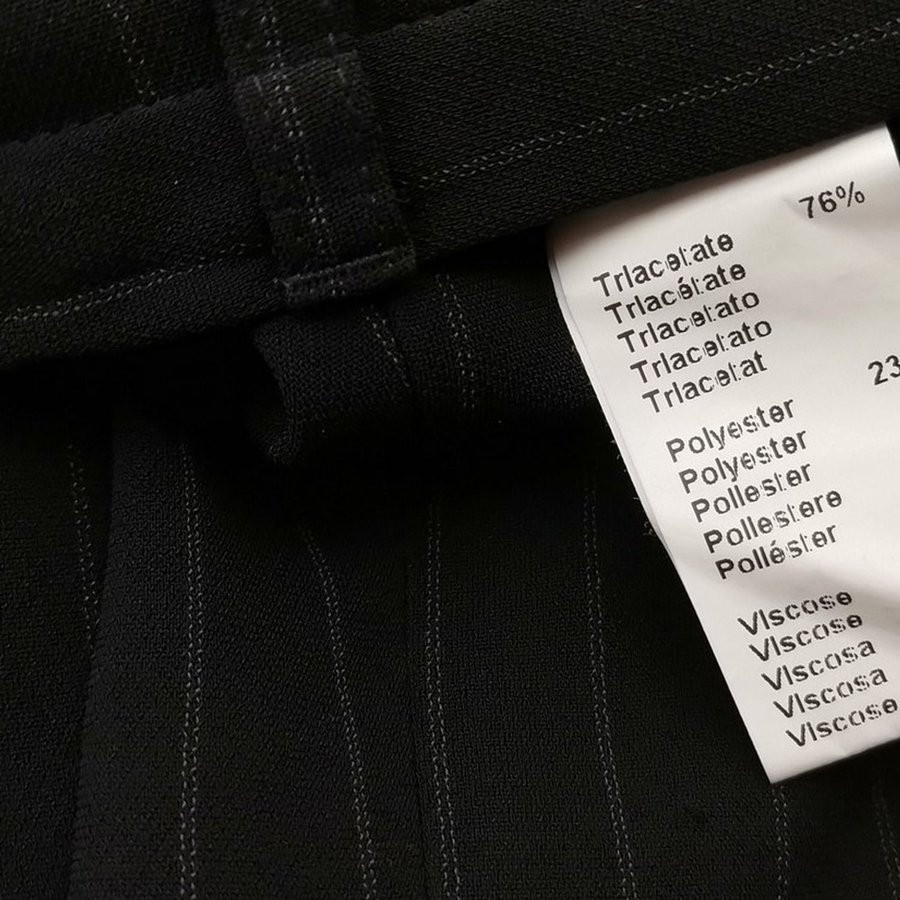 76%
Triacetate
Triacétate
Triacetato
Triacetato
Triacetat
23
Polyester
Polyester
Poliester
Poliestere
Poliéster
Viscose
Viscose
Viscosa
Viscosa
Viscose